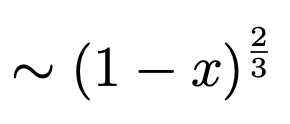 ∼ (1 − x)^{2/3}